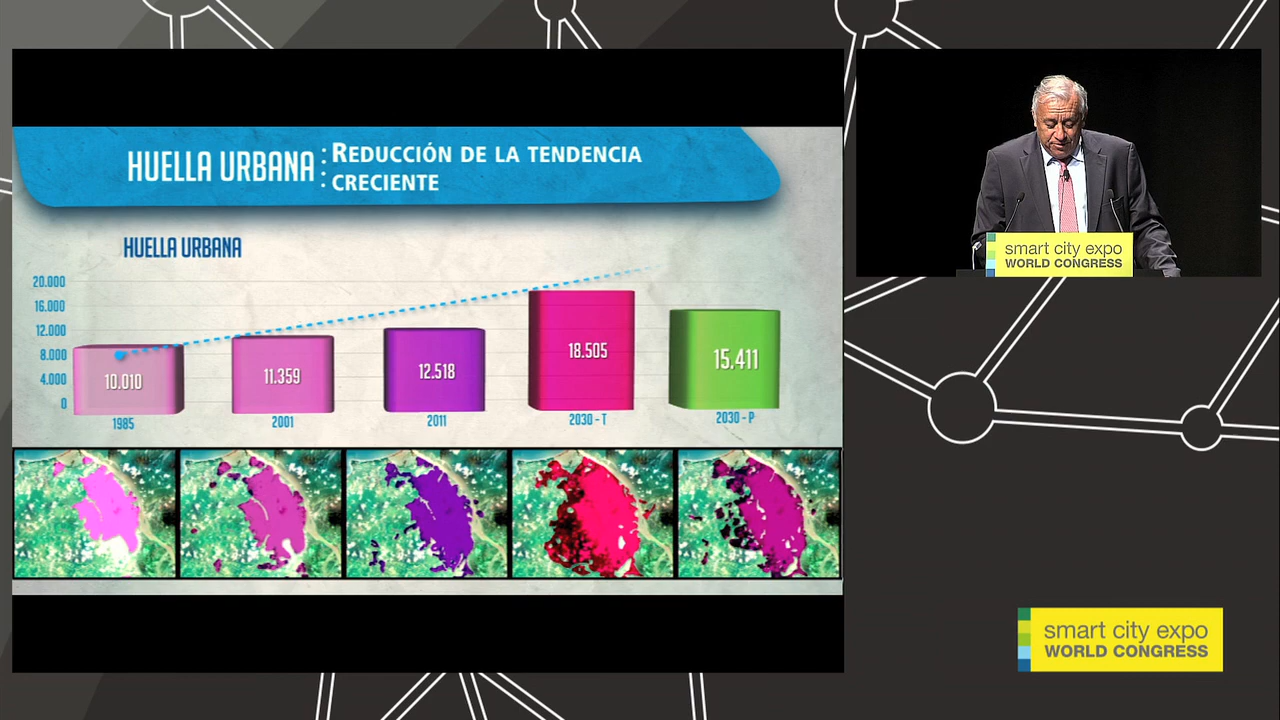 HUELLA URBANA : REDUCCIÓN DE LA TENDENCIA
CRECIENTE
HUELLA URBANA
20.000
16.000
12.000
8.000
4.000
0
10.010
11.359
12.518
18.505
15.411
1985
2001
2011
2030 - T
2030 - P
smart city expo
WORLD CONGRESS
smart city expo
WORLD CONGRESS